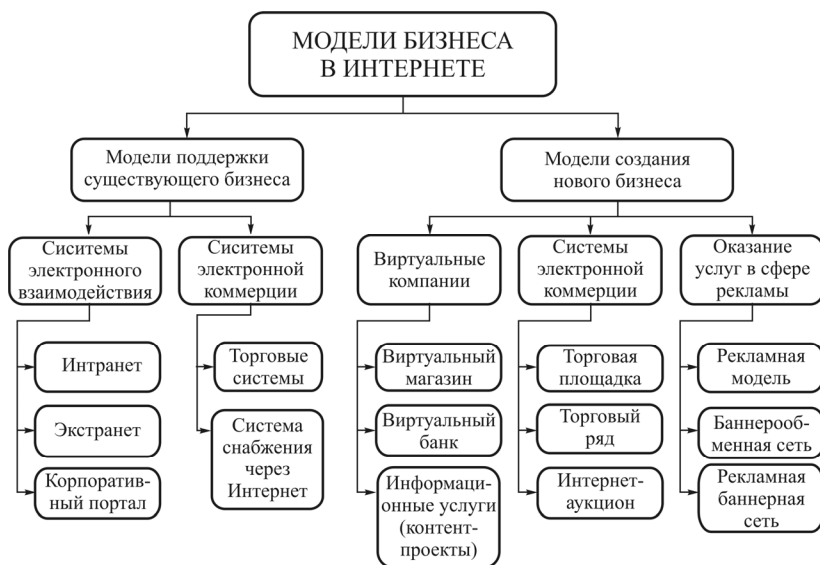 МОДЕЛИ БИЗНЕСА
В ИНТЕРНЕТЕ
Модели поддержки
существующего бизнеса
Модели создания
нового бизнеса
Сиситемы
электронного
взаимодействия
Сиситемы
электронной
коммерции
Виртуальные
компании
Системы
электронной
коммерции
Оказание
услуг в сфере
рекламы
Интранет
Экстранет
Корпоратив-
ный портал
Торговые
системы
Система
снабжения
через
Интернет
Виртуальный
магазин
Виртуальный
банк
Информаци-
онные услуги
(контент-
проекты)
Торговая
площадка
Торговый
ряд
Интернет-
аукцион
Рекламная
модель
Баннерооб-
менная сеть
Рекламная
баннерная
сеть